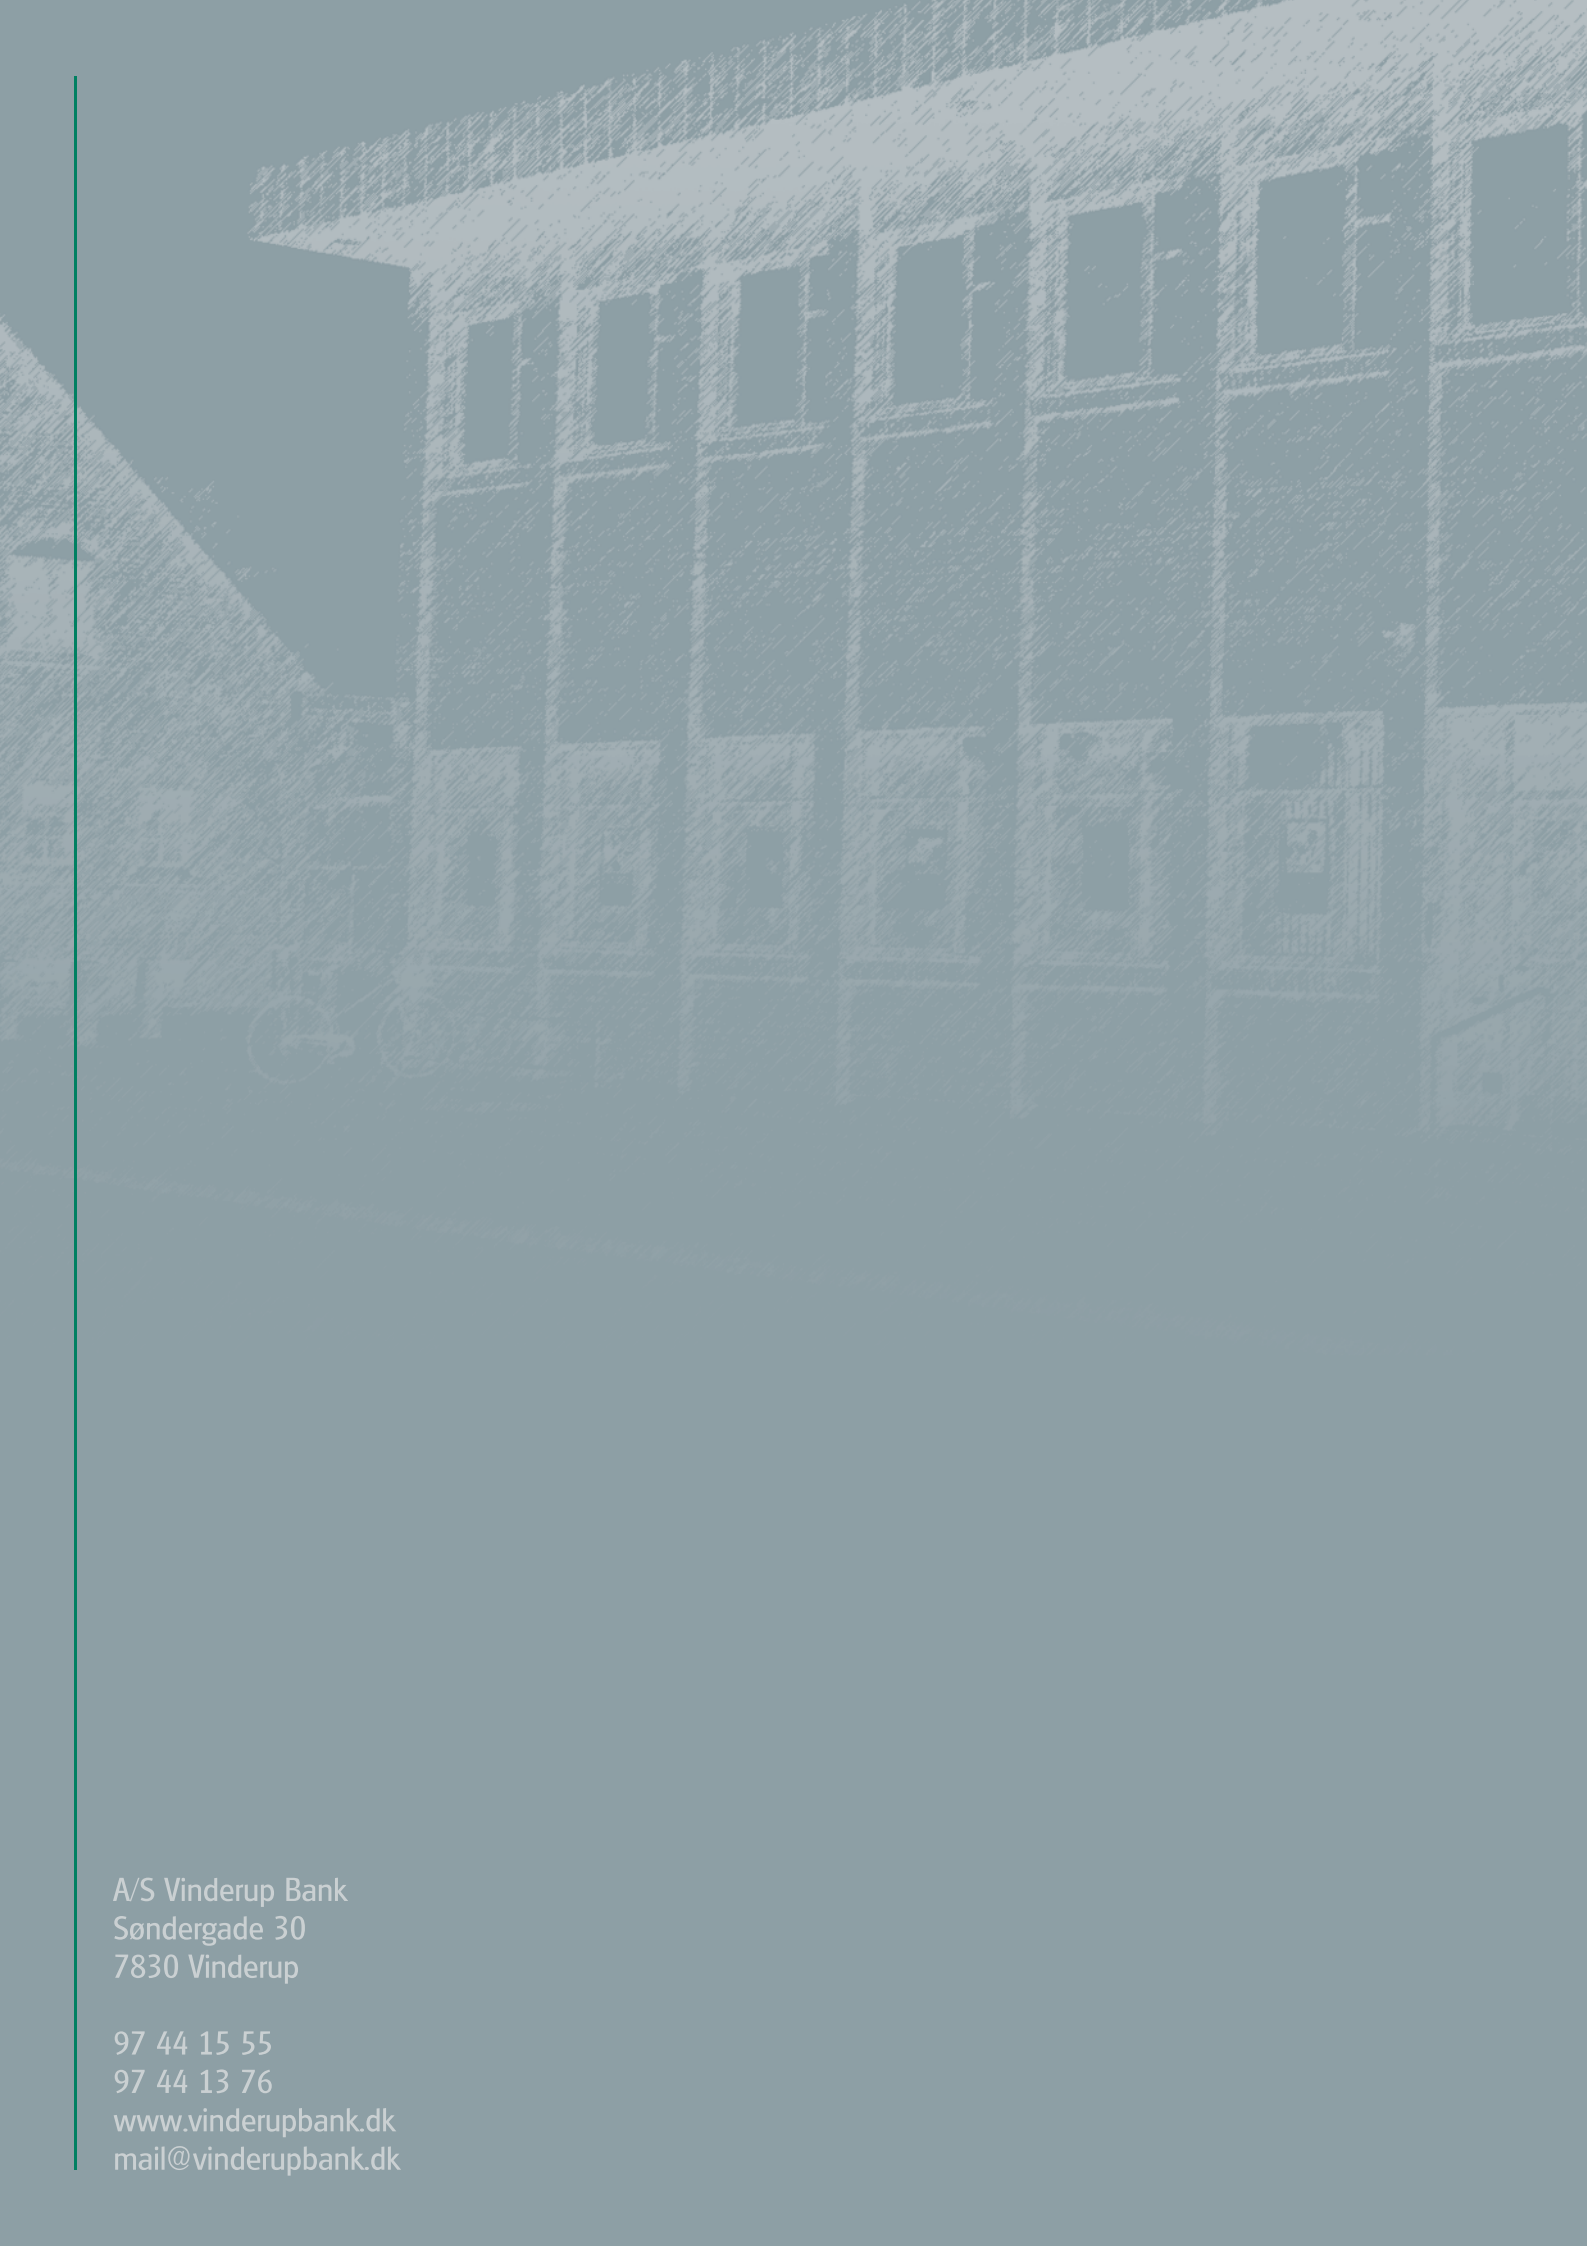 A/S Vinderup Bank
Søndergade 30
7830 Vinderup
97 44 15 55
97 44 13 76
www.vinderupbank.dk
mail@vinderupbank.dk